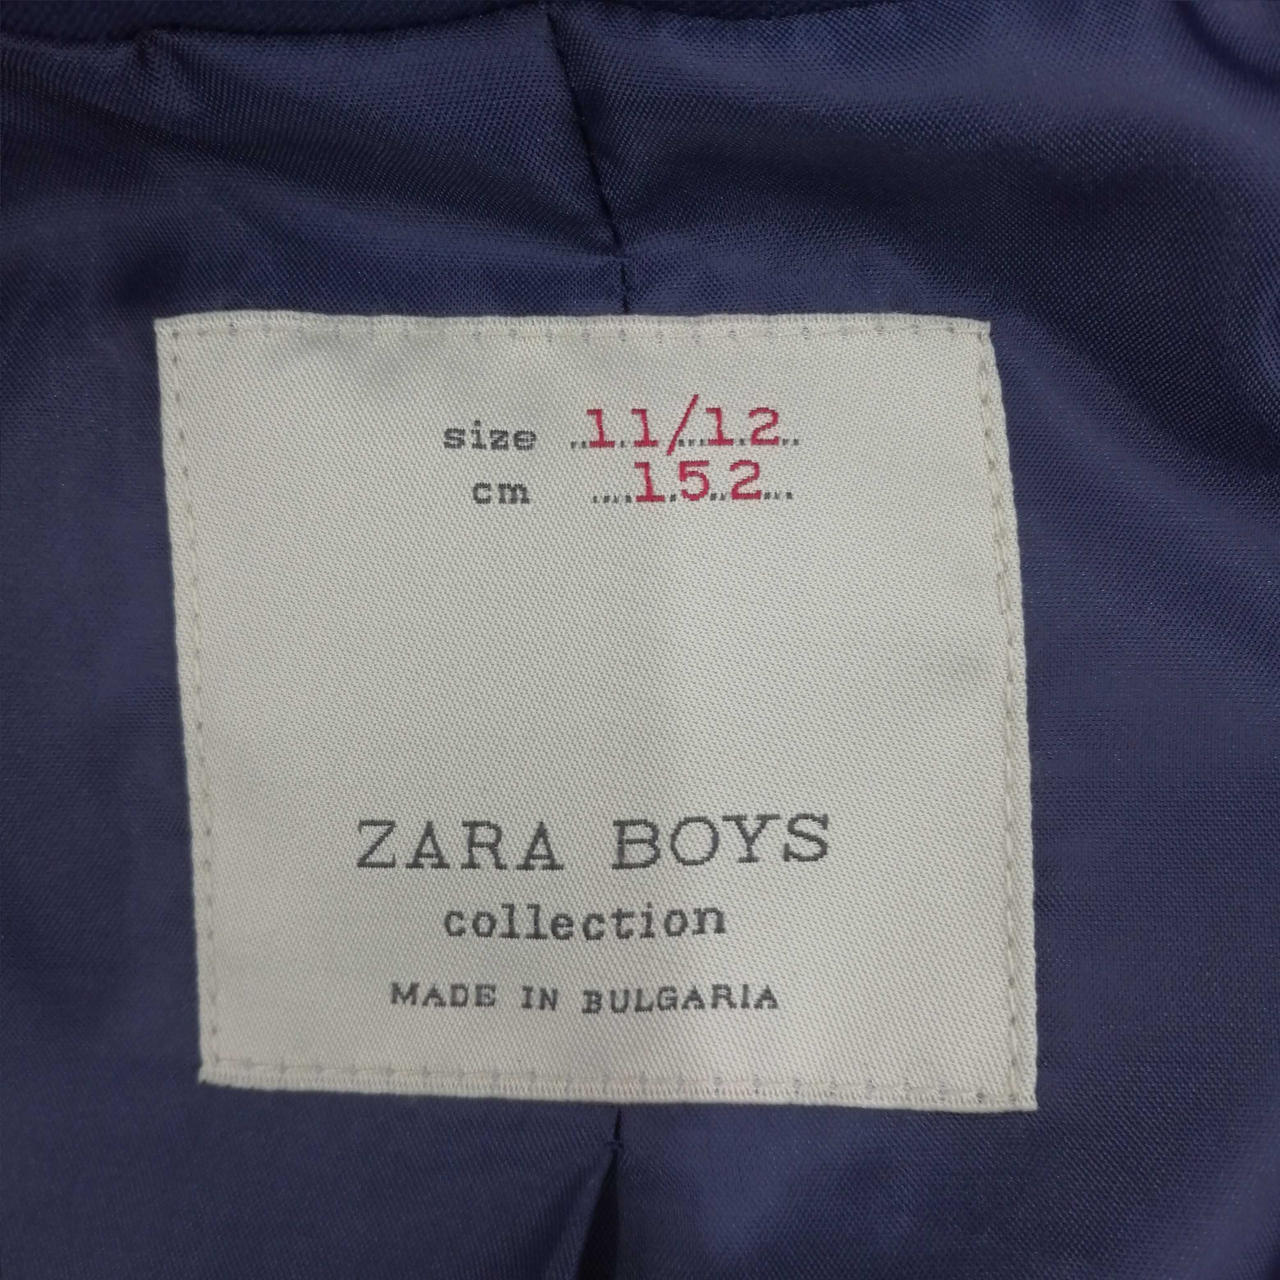 size 11/12
cm 152
ZARA BOYS
collection
MADE IN BULGARIA